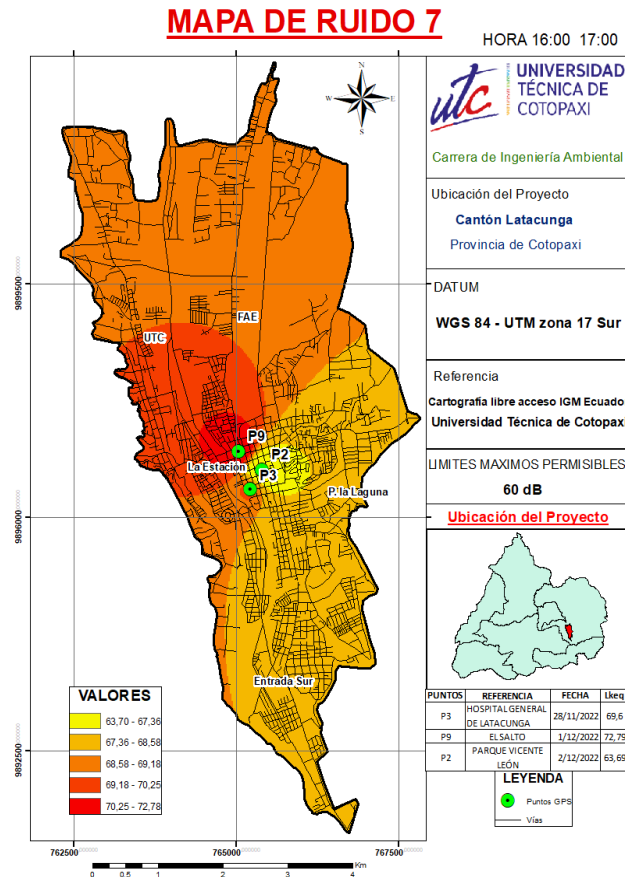 MAPA DE RUIDO 7
HORA 16:00 17:00
N
W
E
S
utc
UNIVERSIDAD
TÉCNICA DE
COTOPAXI
Carrera de Ingeniería Ambiental
Ubicación del Proyecto
Cantón Latacunga
Provincia de Cotopaxi
DATUM
WGS 84 - UTM zona 17 Sur
Referencia
Cartografía libre acceso IGM Ecuado
Universidad Técnica de Cotopaxi
LIMITES MAXIMOS PERMISIBLES
60 dB
Ubicación del Proyecto
PUNTOS REFERENCIA FECHA Lkeq
P3 HOSPITAL GENERAL DE LATACUNGA 28/11/2022 69,6
P9 EL SALTO 1/12/2022 72,79
P2 PARQUE VICENTE LEÓN 2/12/2022 63,69
LEYENDA
Puntos GPS
Vías
FAE
UTC
P9
P2
La Estación
P3
P. la Laguna
Entrada Sur
VALORES
63,70 - 67,36
67,36 - 68,58
68,58 - 69,18
69,18 - 70,25
70,25 - 72,78
9899500
9896000
9892500
762500
765000
767500
0 0.5 1 2 3 4 Km